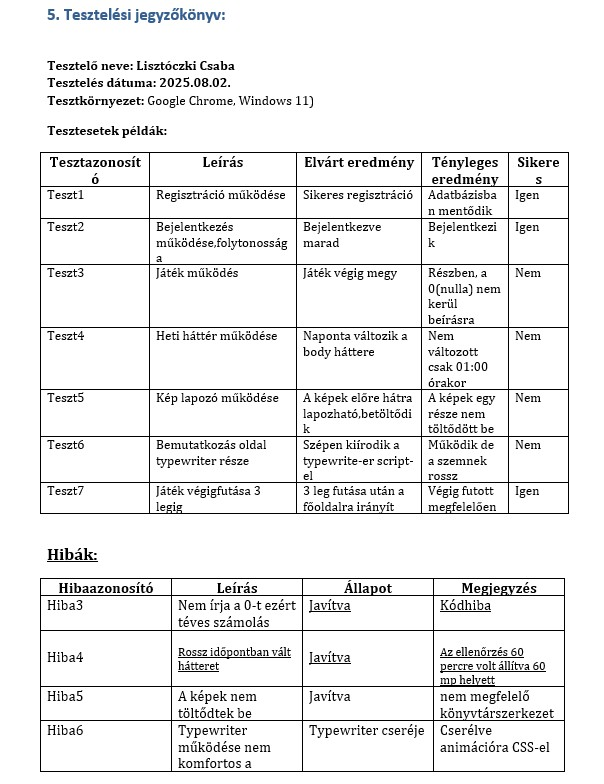 5. Tesztelési jegyzőkönyv:
Tesztelő neve: Lisztóczki Csaba
Tesztelés dátuma: 2025.08.02.
Tesztkörnyezet: Google Chrome, Windows 11)
Tesztesetek példák:
Tesztazonosít
ó
Leírás
Elvárt eredmény
Tényleges
eredmény
Sikere
s
Teszt1
Regisztráció működése
Sikeres regisztráció
Adatbázisba
n mentődik
Igen
Teszt2
Bejelentkezés
működése,folytonosság
a
Bejelentkezve
marad
Bejelentkezi
k
Igen
Teszt3
Játék működés
Játék végig megy
Részben, a
0(nulla) nem
kerül
beírásra
Nem
Teszt4
Heti háttér működése
Naponta változik a
body háttere
Nem
változott
csak 01:00
órakor
Nem
Teszt5
Kép lapozó működése
A képek előre hátra
lapozható,betöltődi
k
A képek egy
része nem
töltődött be
Nem
Teszt6
Bemutatkozás oldal
typewriter része
Szépen kiírodik a
typewrite-er script-
el
Működik de
a szemnek
rossz
Nem
Teszt7
Játék végigfutása 3
legig
3 leg futása után a
főoldalra irányít
Végig futott
megfelelően
Igen
Hibák:
Hibaazonosító
Leírás
Állapot
Megjegyzés
Hiba3
Nem írja a 0-t ezért
téves számolás
Javítva
Kódhiba
Hiba4
Rossz időpontban vált
hátteret
Javítva
Az ellenőrzés 60
percre volt állítva 60
mp helyett
Hiba5
A képek nem
töltődtek be
Javítva
nem megfelelő
könyvtárszerkezet
Hiba6
Typewriter
működése nem
komfortos a
Typewriter cseréje
Cserélve
animációra CSS-el